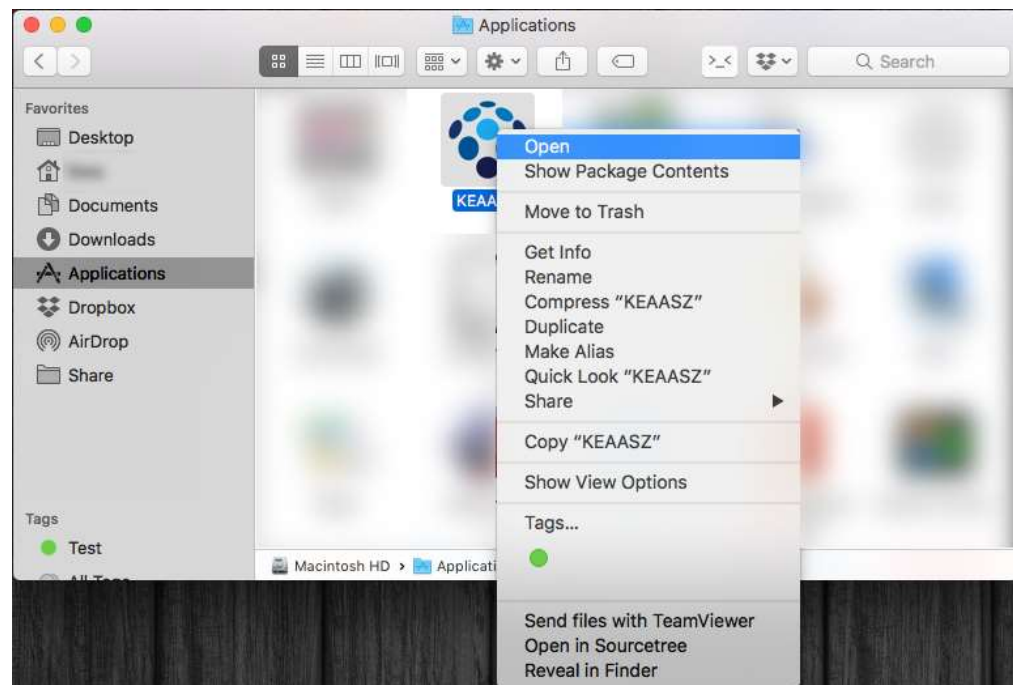 Applications
Search
Favorites
Desktop
Documents
Downloads
Applications
Dropbox
AirDrop
Share
Tags
Test
All Tags
KEAA
Open
Show Package Contents
Move to Trash
Get Info
Rename
Compress “KEAASZ”
Duplicate
Make Alias
Quick Look “KEAASZ”
Share
Copy “KEAASZ”
Show View Options
Tags...
Send files with TeamViewer
Open in Sourcetree
Reveal in Finder
Macintosh HD › Applicati